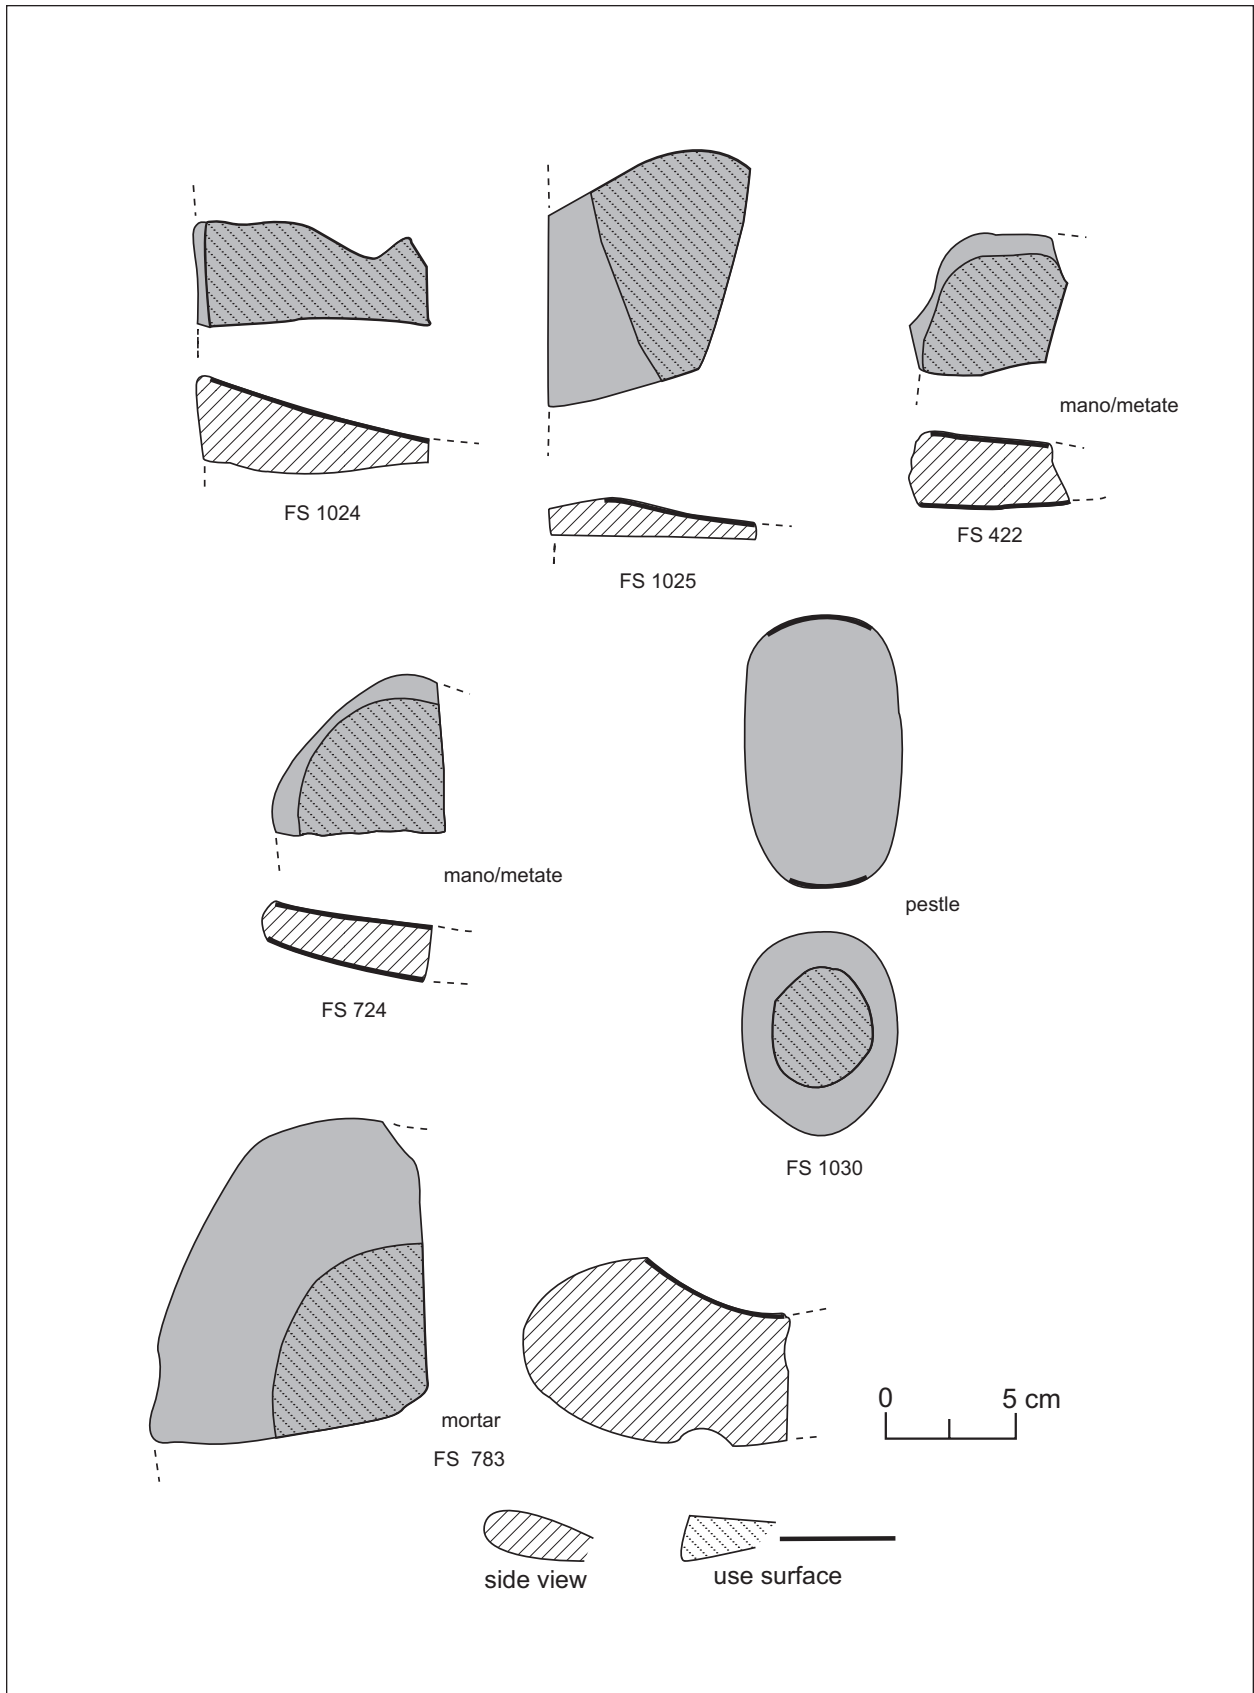 mano/metate
FS 1024
FS 422
FS 1025
mano/metate
pestle
FS 724
FS 1030
0 5 cm
mortar
FS 783
side view
use surface